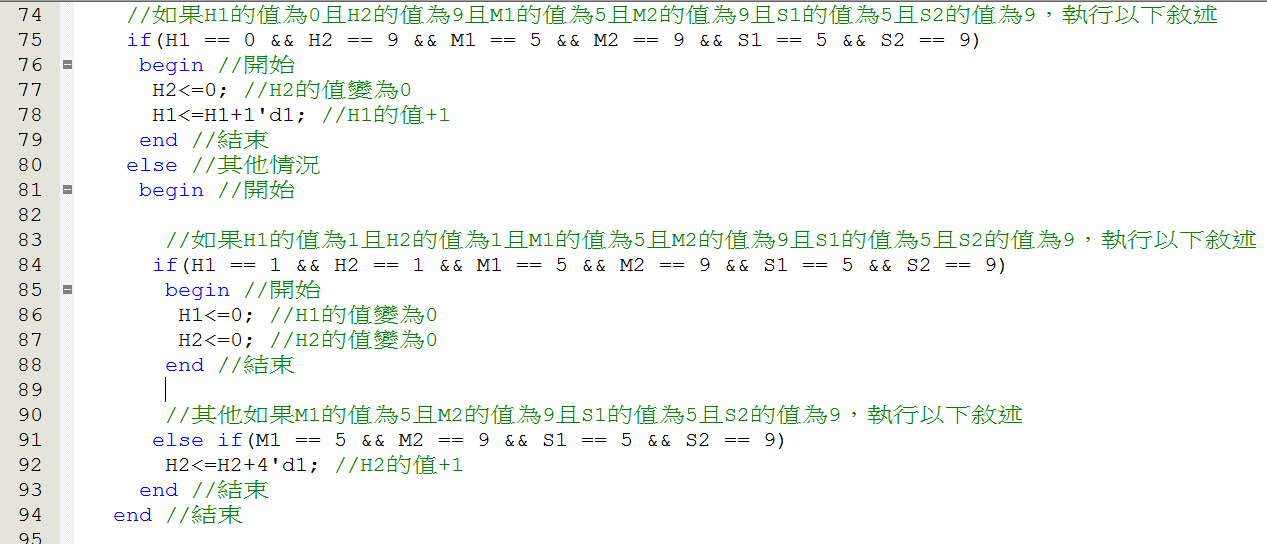 74 //如果H1的值為0且H2的值為9且M1的值為5且M2的值為9且S1的值為5且S2的值為9，執行以下敘述
75 if(H1 == 0 && H2 == 9 && M1 == 5 && M2 == 9 && S1 == 5 && S2 == 9)
76 begin //開始
77 H2<=0; //H2的值變為0
78 H1<=H1+1'd1; //H1的值+1
79 end //結束
80 else //其他情況
81 begin //開始
82
83 //如果H1的值為1且H2的值為1且M1的值為5且M2的值為9且S1的值為5且S2的值為9，執行以下敘述
84 if(H1 == 1 && H2 == 1 && M1 == 5 && M2 == 9 && S1 == 5 && S2 == 9)
85 begin //開始
86 H1<=0; //H1的值變為0
87 H2<=0; //H2的值變為0
88 end //結束
89
90 //其他如果M1的值為5且M2的值為9且S1的值為5且S2的值為9，執行以下敘述
91 else if(M1 == 5 && M2 == 9 && S1 == 5 && S2 == 9)
92 H2<=H2+4'd1; //H2的值+1
93 end //結束
94 end //結束
95